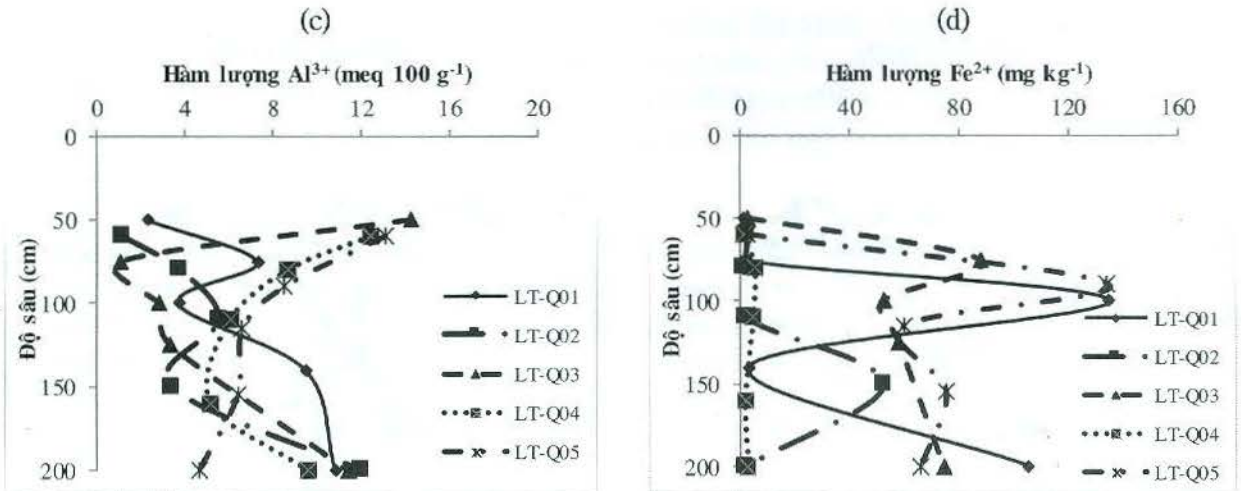 (c)
Hàm lượng Al³⁺ (meq 100 g⁻¹)
0 4 8 12 16 20
0
50
100
150
200
Độ sâu (cm)
LT-Q01
LT-Q02
LT-Q03
LT-Q04
LT-Q05
(d)
Hàm lượng Fe²⁺ (mg kg⁻¹)
0 40 80 120 160
0
50
100
150
200
Độ sâu (cm)
LT-Q01
LT-Q02
LT-Q03
LT-Q04
LT-Q05